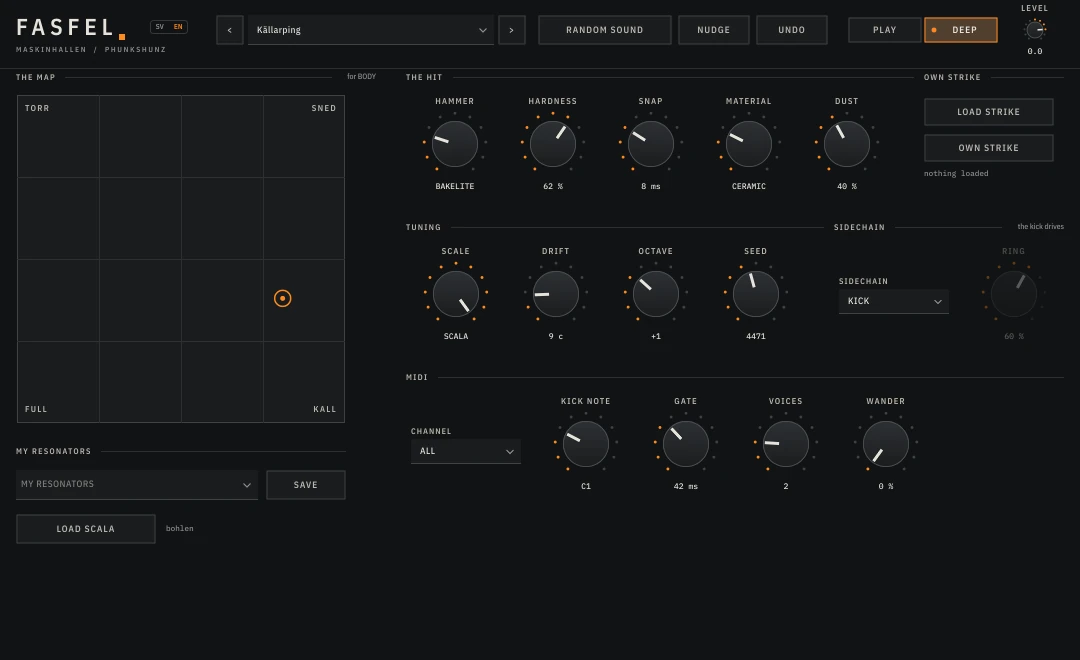 FASFEL
SV EN
MASKINHALLEN / PHUNKSHUNZ
<
Kållarping
>
RANDOM SOUND
NUDGE
UNDO
PLAY
DEEP
LEVEL
0.0
THE MAP
for BODY
TORR
SNED
FULL
KALL
MY RESONATORS
MY RESONATORS
SAVE
LOAD SCALA
bohlen
THE HIT
HAMMER
HARDNESS
SNAP
MATERIAL
DUST
BAKELITE
62 %
8 ms
CERAMIC
40 %
OWN STRIKE
LOAD STRIKE
OWN STRIKE
nothing loaded
TUNING
SCALE
DRIFT
OCTAVE
SEED
SCALA
9 c
+1
4471
SIDECHAIN
the kick drives
SIDECHAIN
KICK
RING
60 %
MIDI
CHANNEL
ALL
KICK NOTE
GATE
VOICES
WANDER
C1
42 ms
2
0 %